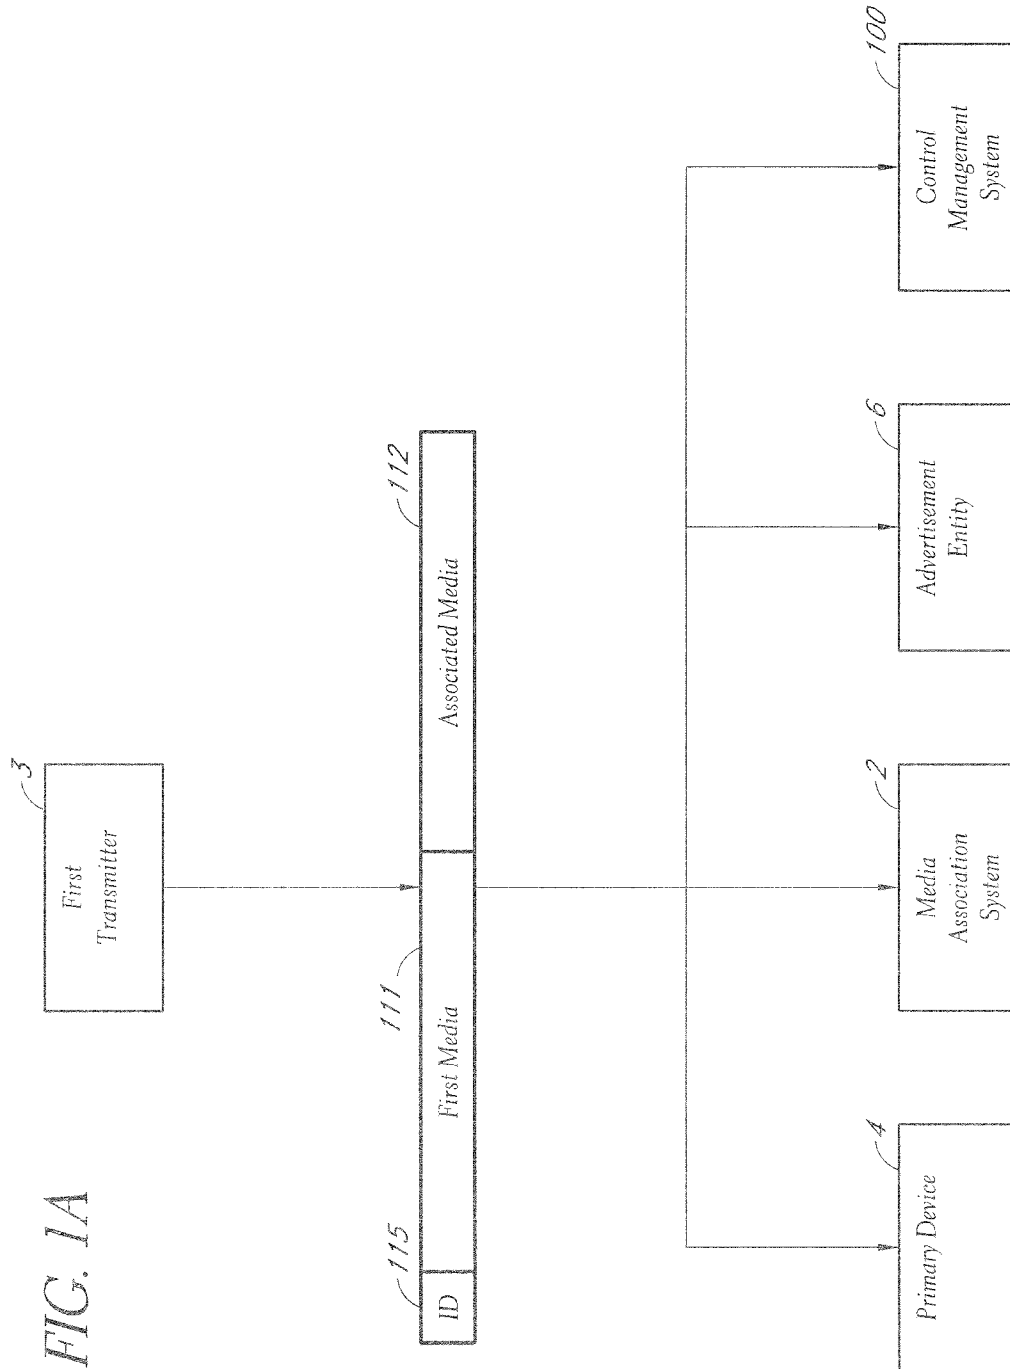 FIG. 1A
3
First
Transmitter
115
111
112
ID
First Media
Associated Media
4
2
6
100
Primary Device
Media
Association
System
Advertisement
Entity
Control
Management
System